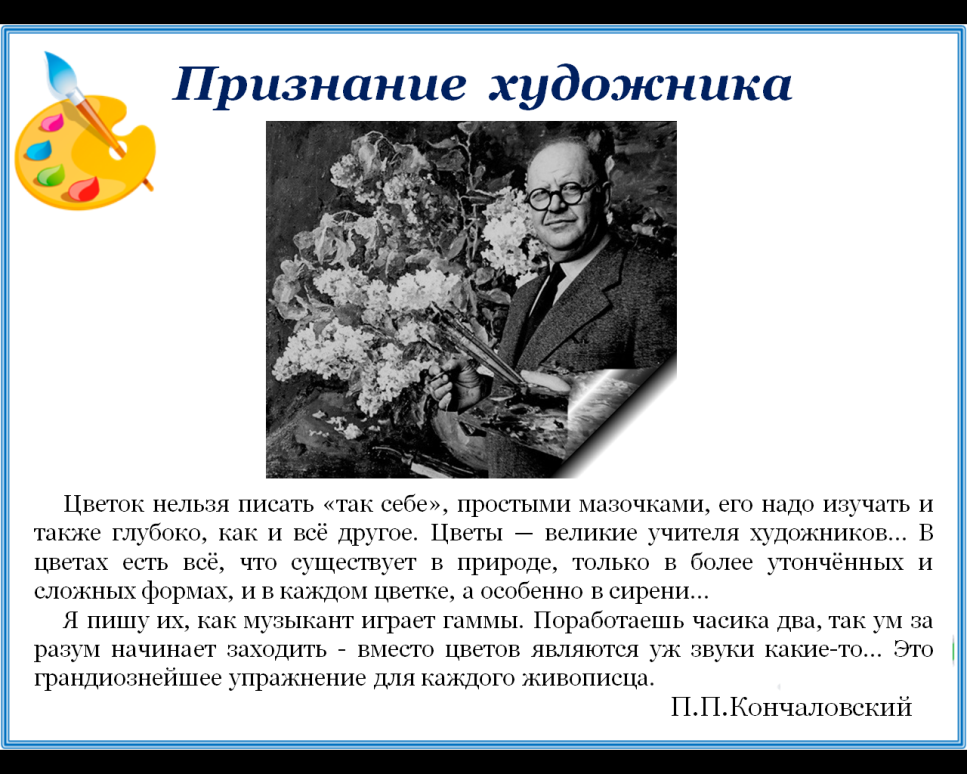 Признание художника
Цветок нельзя писать «так себе», простыми мазочками, его надо изучать и
также глубоко, как и всё другое. Цветы — великие учителя художников... В
цветах есть всё, что существует в природе, только в более утончённых и
сложных формах, и в каждом цветке, а особенно в сирени...
Я пишу их, как музыкант играет гаммы. Поработаешь часика два, так ум за
разум начинает заходить - вместо цветов являются уж звуки какие-то... Это
грандиознейшее упражнение для каждого живописца.
П.П.Кончаловский